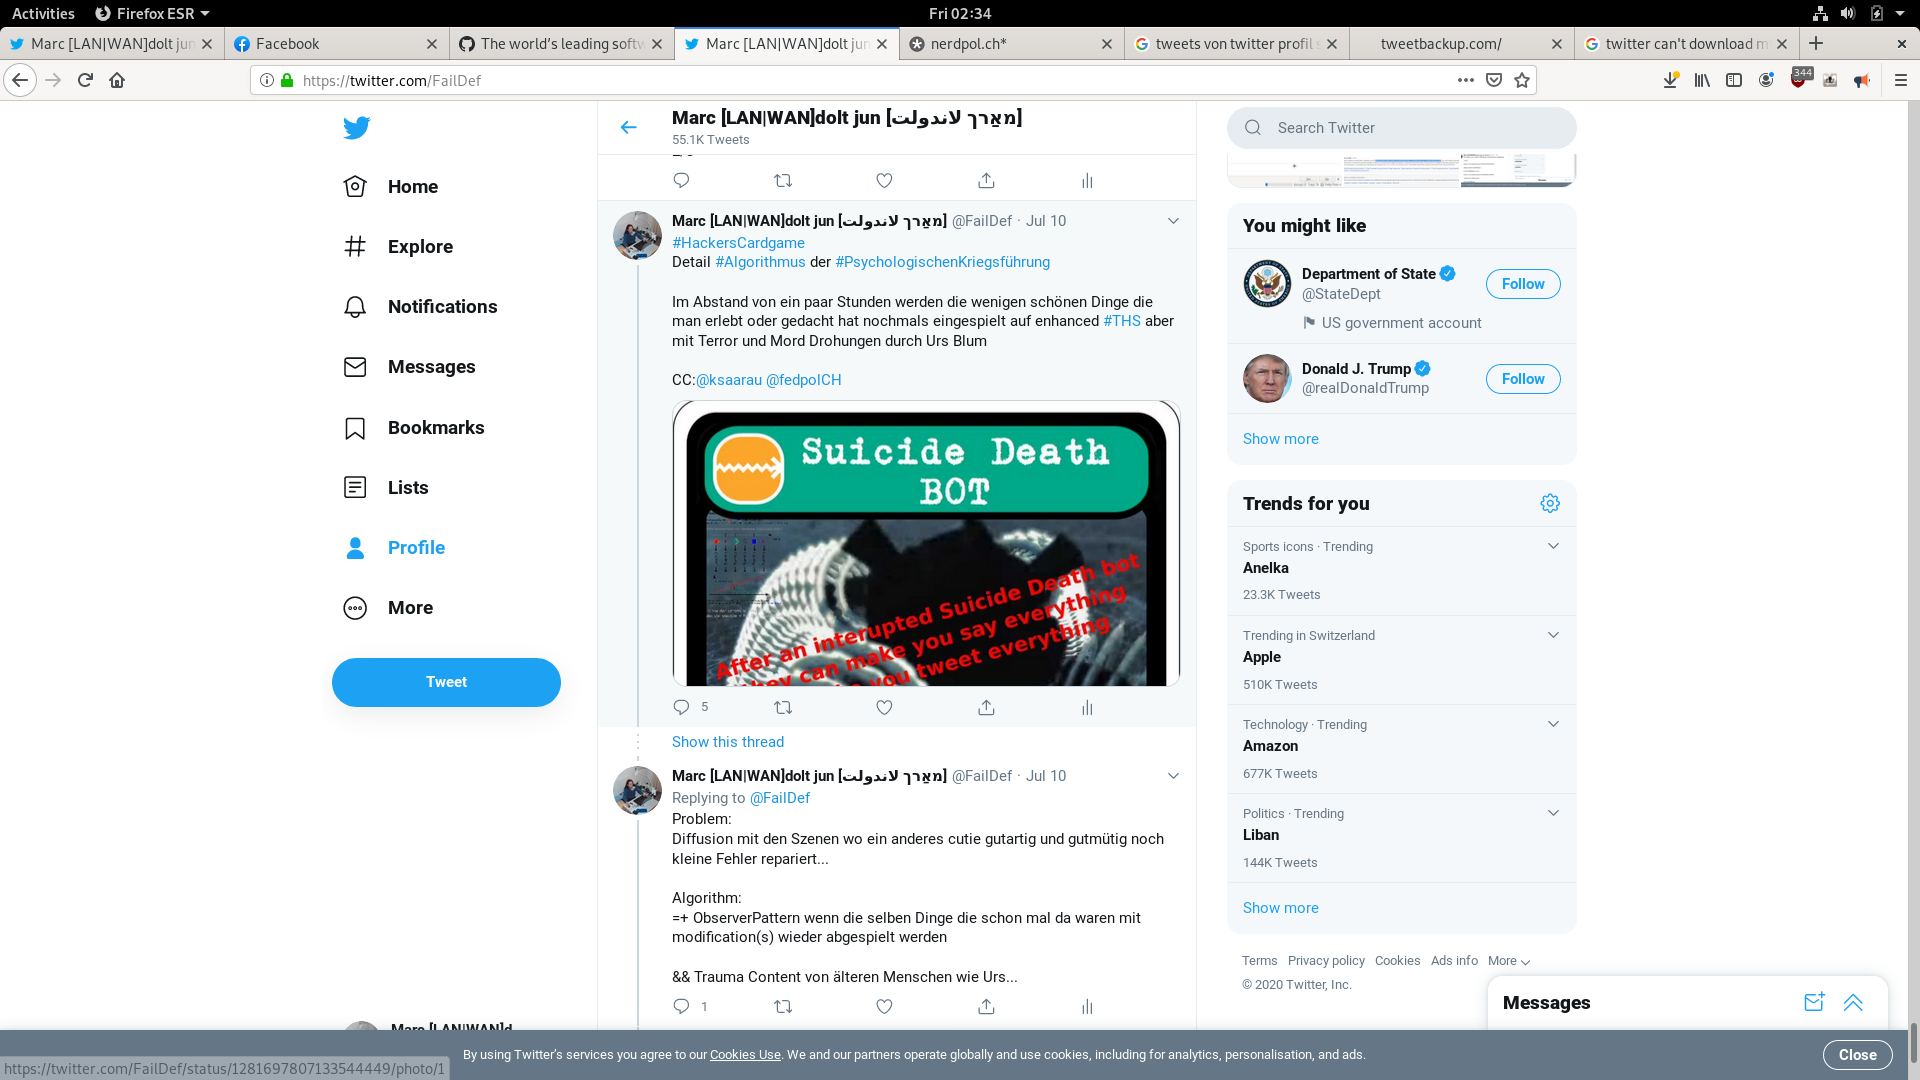 Activities
Firefox ESR
Fri 02:34
Marc [LAN|WAN]dolt jun
Facebook
The world's leading softw
Marc [LAN|WAN]dolt jun
nerdpol.ch*
tweets von twitter profil s
tweetbackup.com/
twitter can't download m
https://twitter.com/FailDef
344
Home
Explore
Notifications
Messages
Bookmarks
Lists
Profile
More
Tweet
Marc [LAN|WAN]dolt jun [מאַרך לאנדולת]
55.1K Tweets
Marc [LAN|WAN]dolt jun [מאַרך לאנדולת] @FailDef · Jul 10
#HackersCardgame
Detail #Algorithmus der #PsychologischenKriegsführung
Im Abstand von ein paar Stunden werden die wenigen schönen Dinge die
man erlebt oder gedacht hat nochmals eingespielt auf enhanced #THS aber
mit Terror und Mord Drohungen durch Urs Blum
CC:@ksaarau @fedpolCH
Suicide Death
BOT
After an interupted Suicide Death bot
they can make you say everything
you tweet everything
5
Show this thread
Marc [LAN|WAN]dolt jun [מאַרך לאנדולת] @FailDef · Jul 10
Replying to @FailDef
Problem:
Diffusion mit den Szenen wo ein anderes cutie gutartig und gutmütig noch
kleine Fehler repariert...
Algorithm:
=+ ObserverPattern wenn die selben Dinge die schon mal da waren mit
modification(s) wieder abgespielt werden
&& Trauma Content von älteren Menschen wie Urs...
1
Search Twitter
You might like
Department of State
@StateDept
US government account
Follow
Donald J. Trump
@realDonaldTrump
Follow
Show more
Trends for you
Sports icons · Trending
Anelka
23.3K Tweets
Trending in Switzerland
Apple
510K Tweets
Technology · Trending
Amazon
677K Tweets
Politics · Trending
Liban
144K Tweets
Show more
Terms Privacy policy Cookies Ads info More
© 2020 Twitter, Inc.
Messages
Marc [LAN|WAN]d
By using Twitter's services you agree to our Cookies Use. We and our partners operate globally and use cookies, including for analytics, personalisation, and ads.
Close
https://twitter.com/FailDef/status/1281697807133544449/photo/1